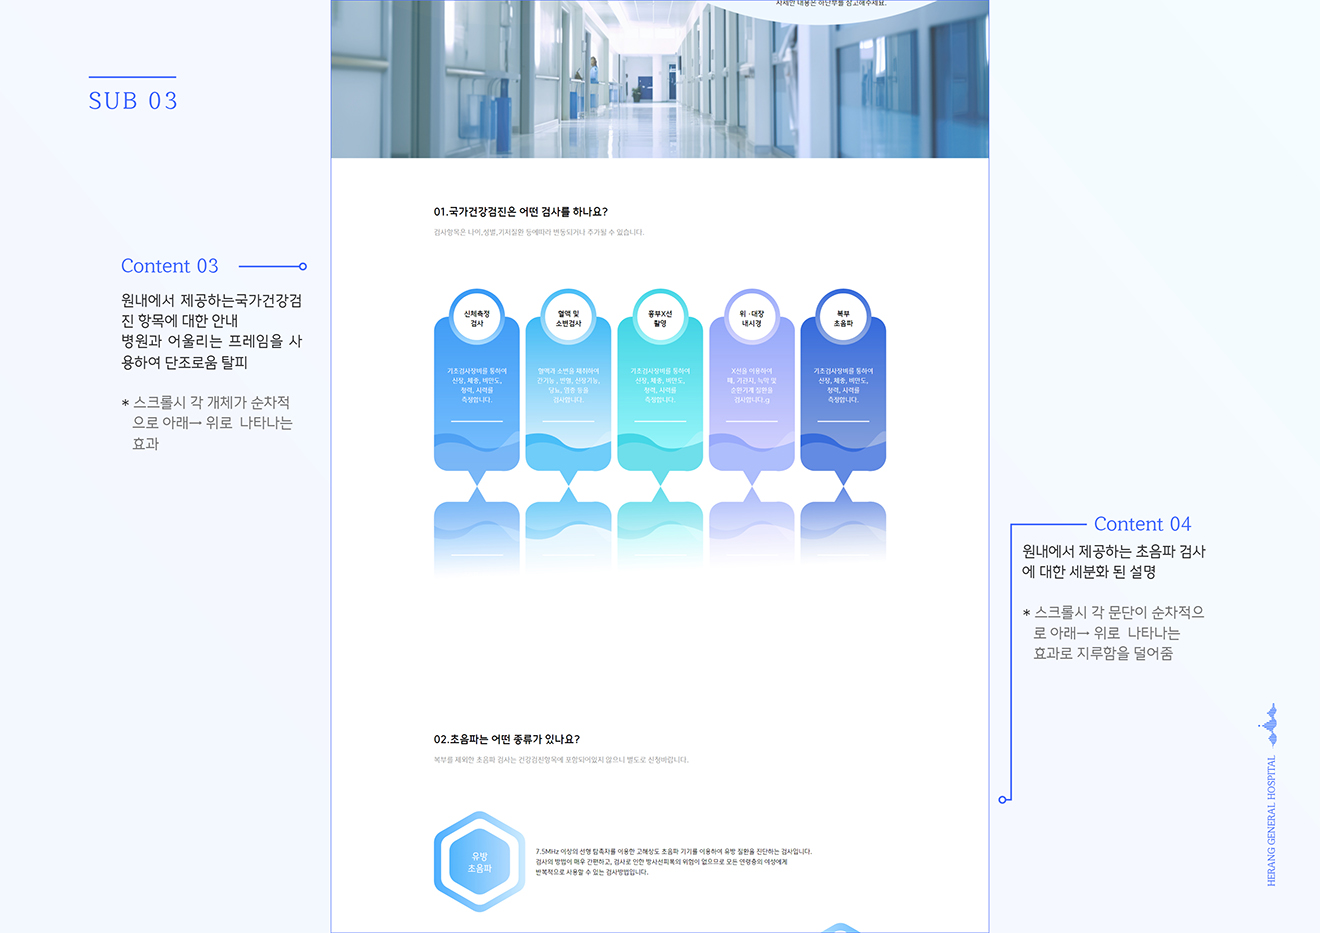 자세한 내용은 하단부를 참고해주세요.
SUB 03
Content 03
원내에서 제공하는국가건강검
진 항목에 대한 안내
병원과 어울리는 프레임을 사
용하여 단조로움 탈피
* 스크롤시 각 개체가 순차적
으로 아래→ 위로 나타나는
효과
01.국가건강검진은 어떤 검사를 하나요?
검사항목은 나이,성별,기저질환 등에따라 변동되거나 추가될 수 있습니다.
신체측정
검사
기초검사장비를 통하여
신장, 체중, 비만도,
청력, 시력를
측정합니다.
혈액 및
소변검사
혈액과 소변을 채취하여
간기능 , 빈혈, 신장기능,
당뇨, 염증 등을
검사합니다.
흉부X선
촬영
기초검사장비를 통하여
신장, 체중, 비만도,
청력, 시력를
측정합니다.
위 ·대장
내시경
X선을 이용하여
폐, 기관지, 늑막 및
순환기계 질환을
검사합니다.g
복부
초음파
기초검사장비를 통하여
신장, 체중, 비만도,
청력, 시력를
측정합니다.
Content 04
원내에서 제공하는 초음파 검사
에 대한 세분화 된 설명
* 스크롤시 각 문단이 순차적으
로 아래→ 위로 나타나는
효과로 지루함을 덜어줌
02.초음파는 어떤 종류가 있나요?
복부를 제외한 초음파 검사는 건강검진항목에 포함되어있지 않으니 별도로 신청바랍니다.
유방
초음파
7.5MHz 이상의 선형 탐촉자를 이용한 고해상도 초음파 기기를 이용하여 유방 질환을 진단하는 검사입니다.
검사의 방법이 매우 간편하고, 검사로 인한 방사선피폭의 위험이 없으므로 모든 연령층의 여성에게
반복적으로 사용할 수 있는 검사방법입니다.
HERANG GENERAL HOSPITAL